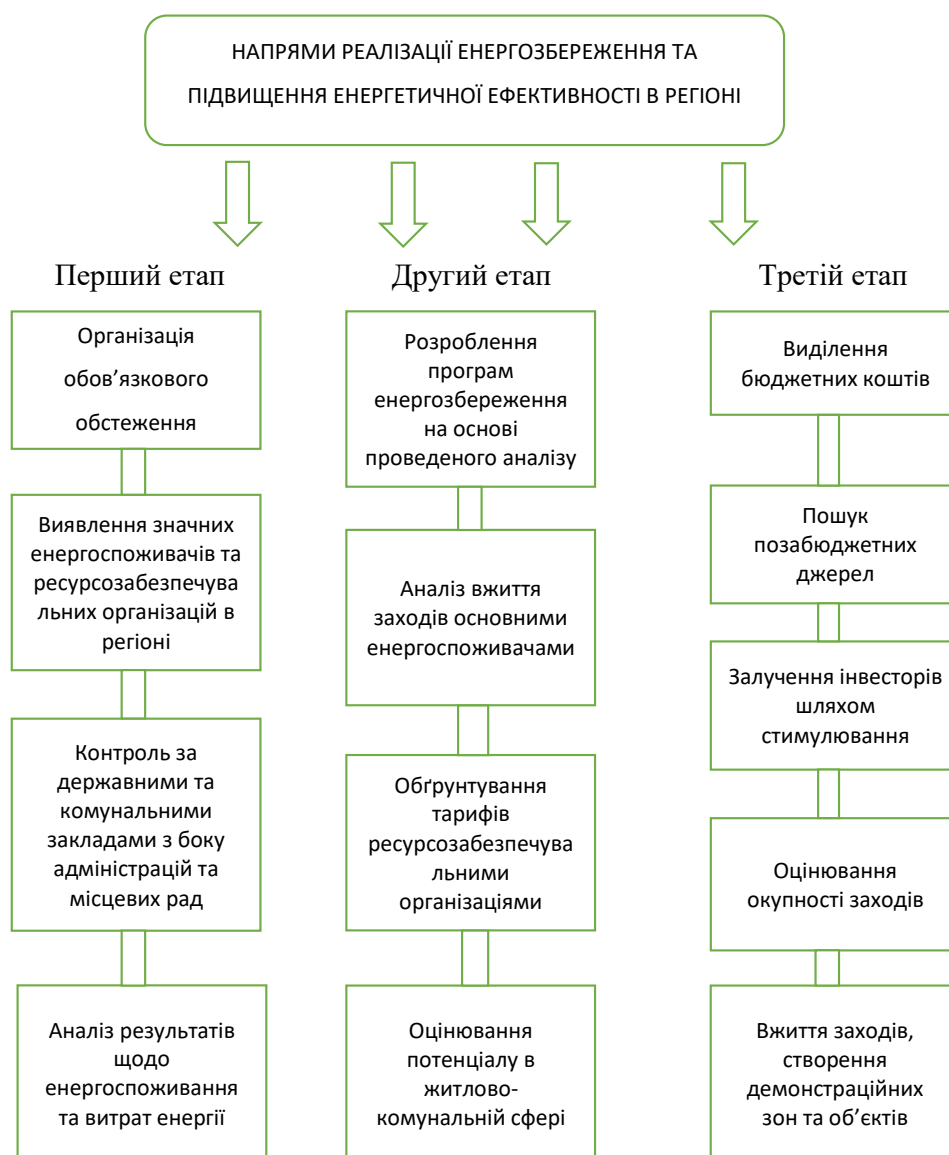 НАПРЯМИ РЕАЛІЗАЦІЇ ЕНЕРГОЗБЕРЕЖЕННЯ ТА
ПІДВИЩЕННЯ ЕНЕРГЕТИЧНОЇ ЕФЕКТИВНОСТІ В РЕГІОНІ
Перший етап
Організація
обов’язкового
обстеження
Виявлення значних
енергоспоживачів та
ресурсозабезпечува
льних організацій в
регіоні
Контроль за
державними та
комунальними
закладами з боку
адміністрацій та
місцевих рад
Аналіз результатів
щодо
енергоспоживання
та витрат енергії
Другий етап
Розроблення
програм
енергозбереження
на основі
проведеного аналізу
Аналіз вжиття
заходів основними
енергоспоживачами
Обґрунтування
тарифів
ресурсозабезпечува
льними
організаціями
Оцінювання
потенціалу в
житлово-
комунальній сфері
Третій етап
Виділення
бюджетних коштів
Пошук
позабюджетних
джерел
Залучення інвесторів
шляхом
стимулювання
Оцінювання
окупності заходів
Вжиття заходів,
створення
демонстраційних
зон та об’єктів